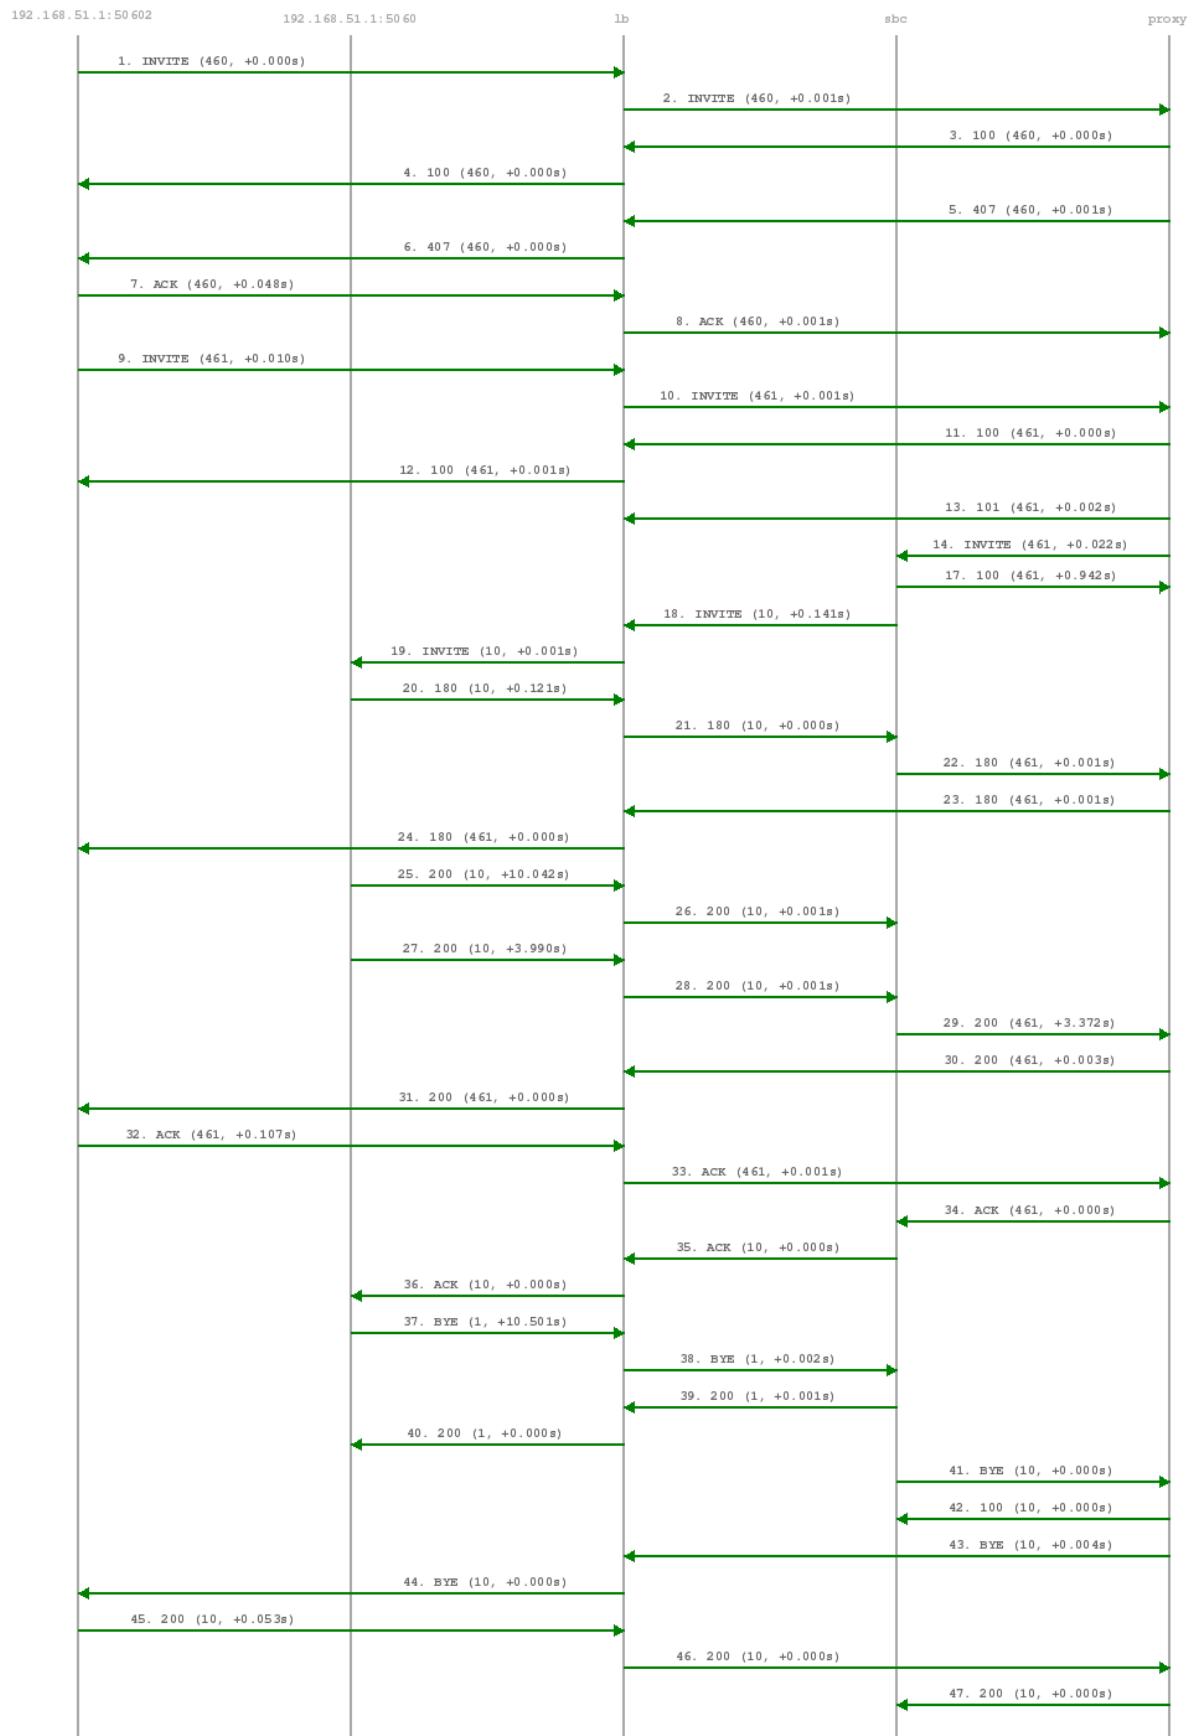 192.168.51.1:50602
192.168.51.1:5060
lb
sbc
proxy
1. INVITE (460, +0.000s)
2. INVITE (460, +0.001s)
3. 100 (460, +0.000s)
4. 100 (460, +0.000s)
5. 407 (460, +0.001s)
6. 407 (460, +0.000s)
7. ACK (460, +0.048s)
8. ACK (460, +0.001s)
9. INVITE (461, +0.010s)
10. INVITE (461, +0.001s)
11. 100 (461, +0.000s)
12. 100 (461, +0.001s)
13. 101 (461, +0.002s)
14. INVITE (461, +0.022s)
17. 100 (461, +0.942s)
18. INVITE (10, +0.141s)
19. INVITE (10, +0.001s)
20. 180 (10, +0.121s)
21. 180 (10, +0.000s)
22. 180 (461, +0.001s)
23. 180 (461, +0.001s)
24. 180 (461, +0.000s)
25. 200 (10, +10.042s)
26. 200 (10, +0.001s)
27. 200 (10, +3.990s)
28. 200 (10, +0.001s)
29. 200 (461, +3.372s)
30. 200 (461, +0.003s)
31. 200 (461, +0.000s)
32. ACK (461, +0.107s)
33. ACK (461, +0.001s)
34. ACK (461, +0.000s)
35. ACK (10, +0.000s)
36. ACK (10, +0.000s)
37. BYE (1, +10.501s)
38. BYE (1, +0.002s)
39. 200 (1, +0.001s)
40. 200 (1, +0.000s)
41. BYE (10, +0.000s)
42. 100 (10, +0.000s)
43. BYE (10, +0.004s)
44. BYE (10, +0.000s)
45. 200 (10, +0.053s)
46. 200 (10, +0.000s)
47. 200 (10, +0.000s)